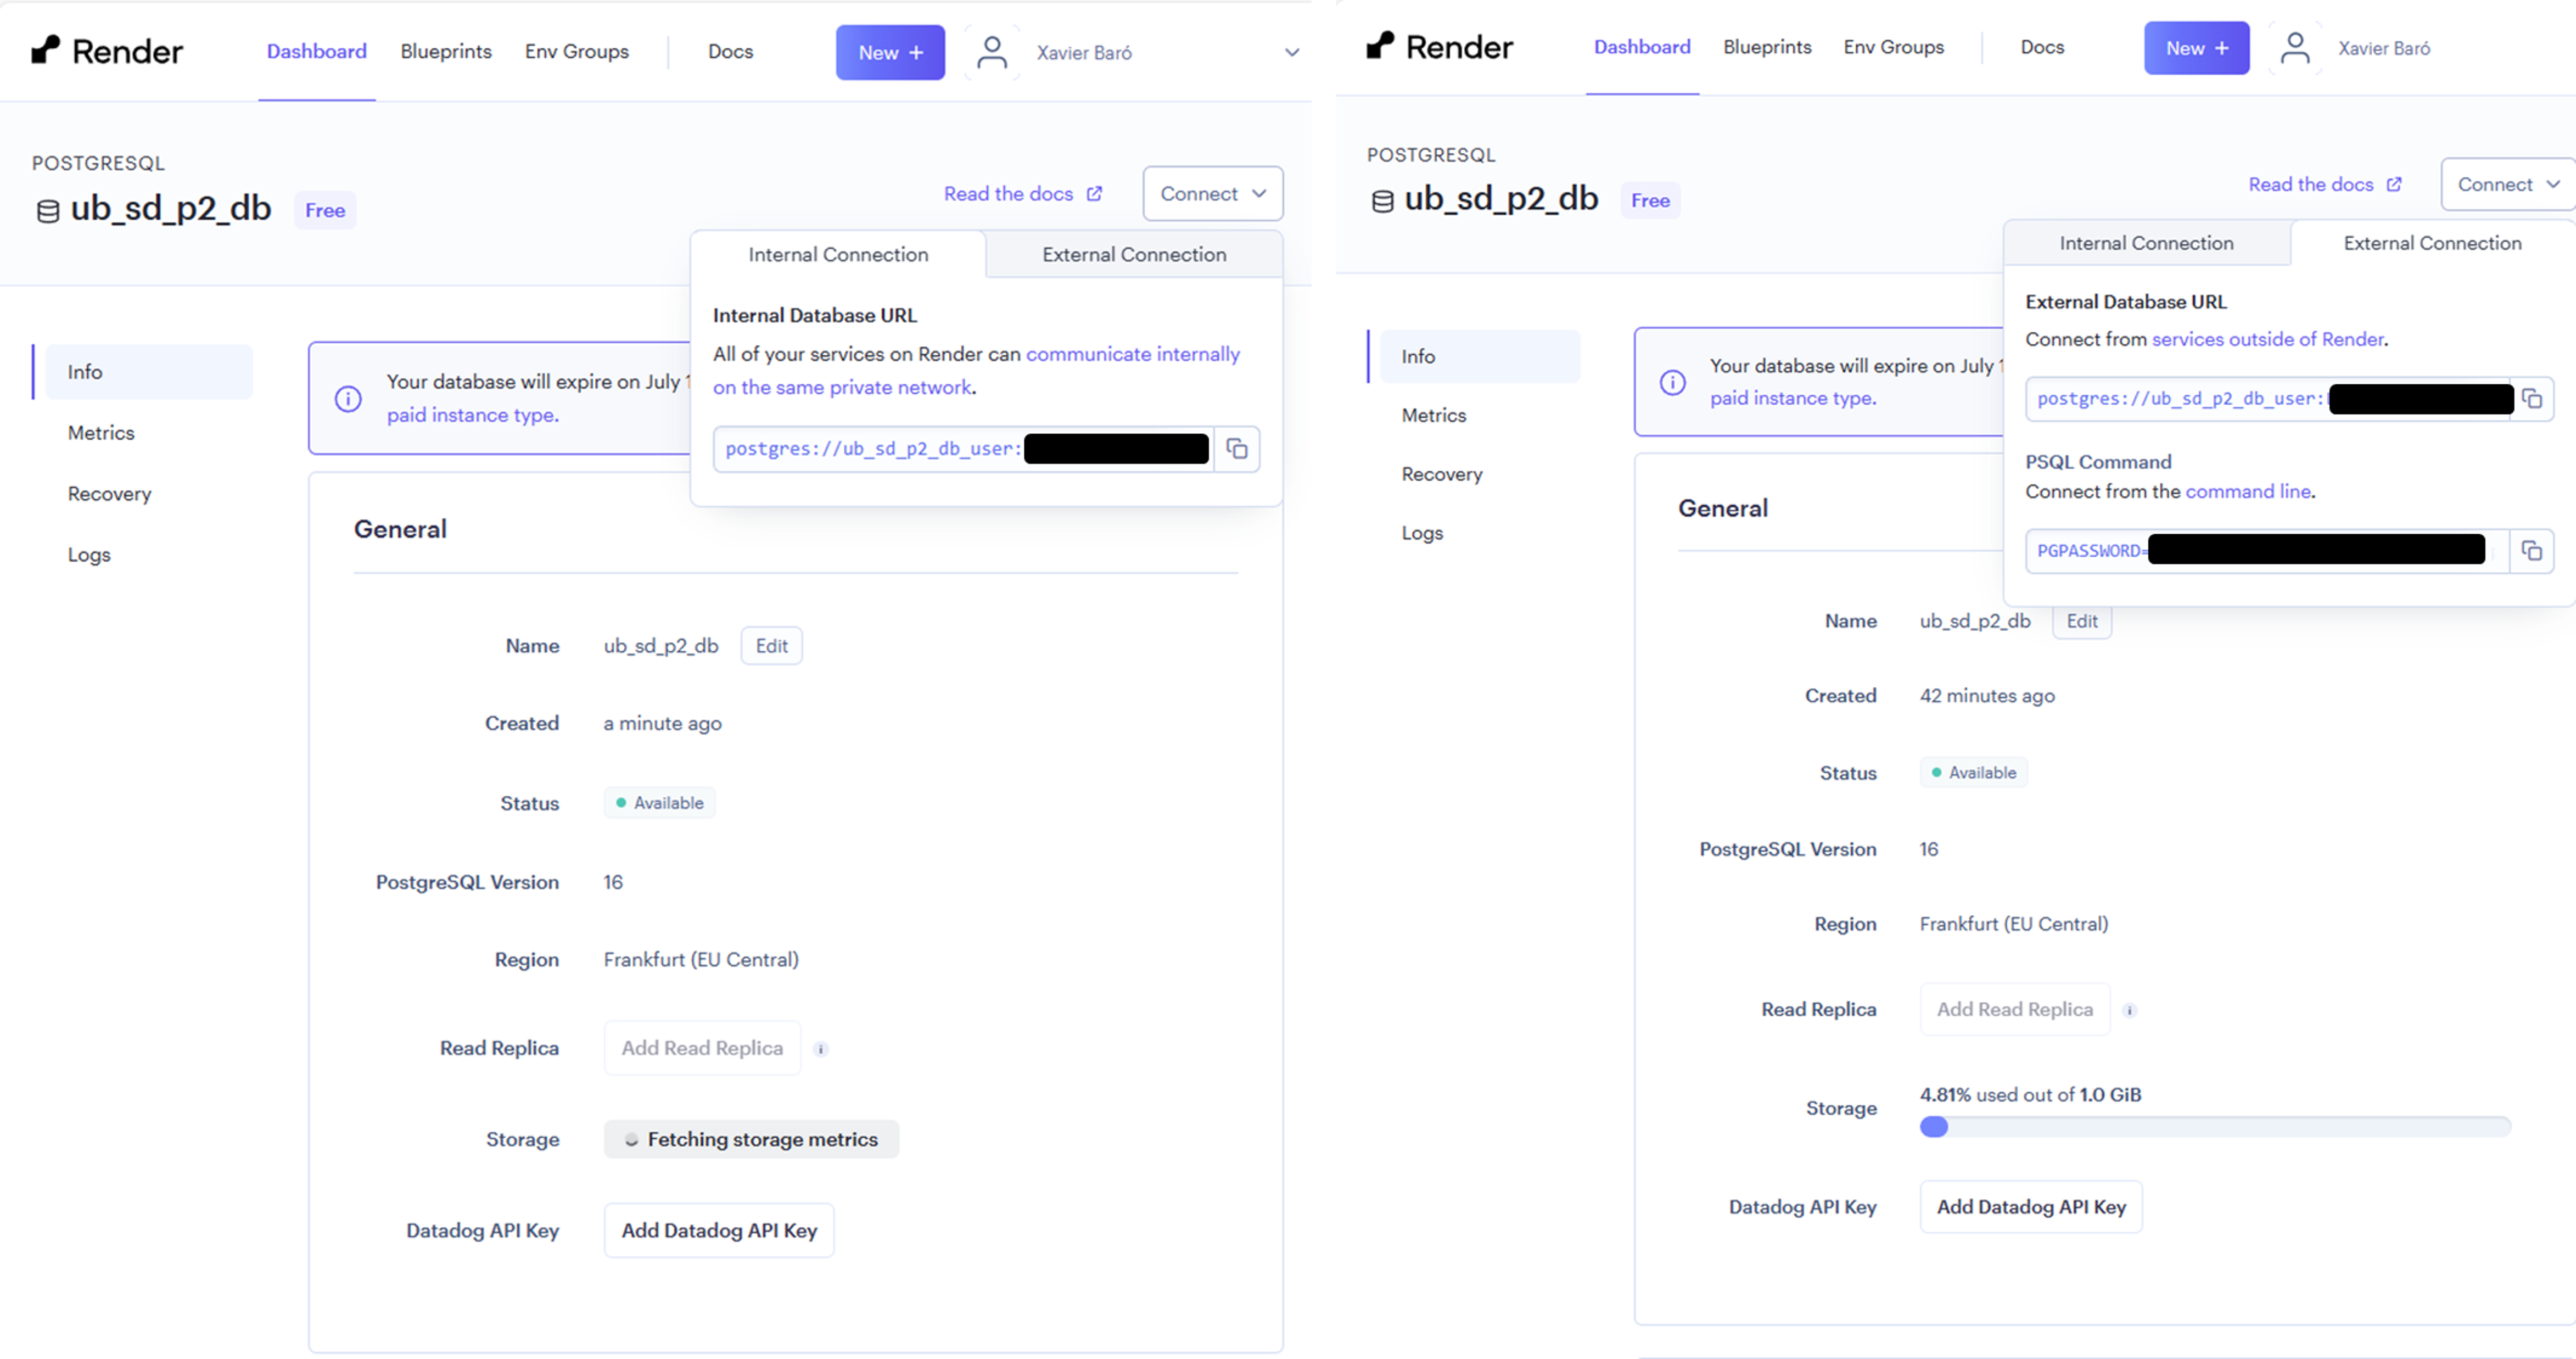 Render
Dashboard
Blueprints
Env Groups
Docs
New +
Xavier Baró
POSTGRESQL
ub_sd_p2_db
Free
Read the docs
Connect
Internal Connection
External Connection
Internal Database URL
All of your services on Render can communicate internally
on the same private network.
postgres://ub_sd_p2_db_user:
Info
Metrics
Recovery
Logs
Your database will expire on July
paid instance type.
General
Name
ub_sd_p2_db
Edit
Created
a minute ago
Status
Available
PostgreSQL Version
16
Region
Frankfurt (EU Central)
Read Replica
Add Read Replica
Storage
Fetching storage metrics
Datadog API Key
Add Datadog API Key
Render
Dashboard
Blueprints
Env Groups
Docs
New +
Xavier Baró
POSTGRESQL
ub_sd_p2_db
Free
Read the docs
Connect
Internal Connection
External Connection
External Database URL
Connect from services outside of Render.
postgres://ub_sd_p2_db_user:
PSQL Command
Connect from the command line.
PGPASSWORD=
Info
Metrics
Recovery
Logs
Your database will expire on July
paid instance type.
General
Name
ub_sd_p2_db
Edit
Created
42 minutes ago
Status
Available
PostgreSQL Version
16
Region
Frankfurt (EU Central)
Read Replica
Add Read Replica
Storage
4.81% used out of 1.0 GiB
Datadog API Key
Add Datadog API Key